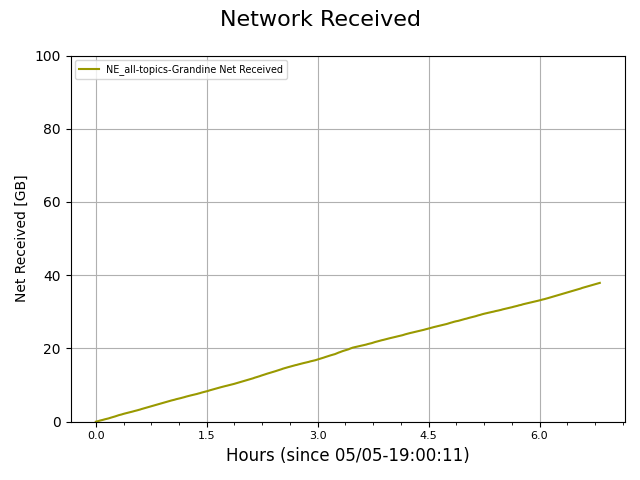 Network Received
100
80
60
40
20
0
Net Received [GB]
NE_all-topics-Grandine Net Received
0.0 1.5 3.0 4.5 6.0
Hours (since 05/05-19:00:11)